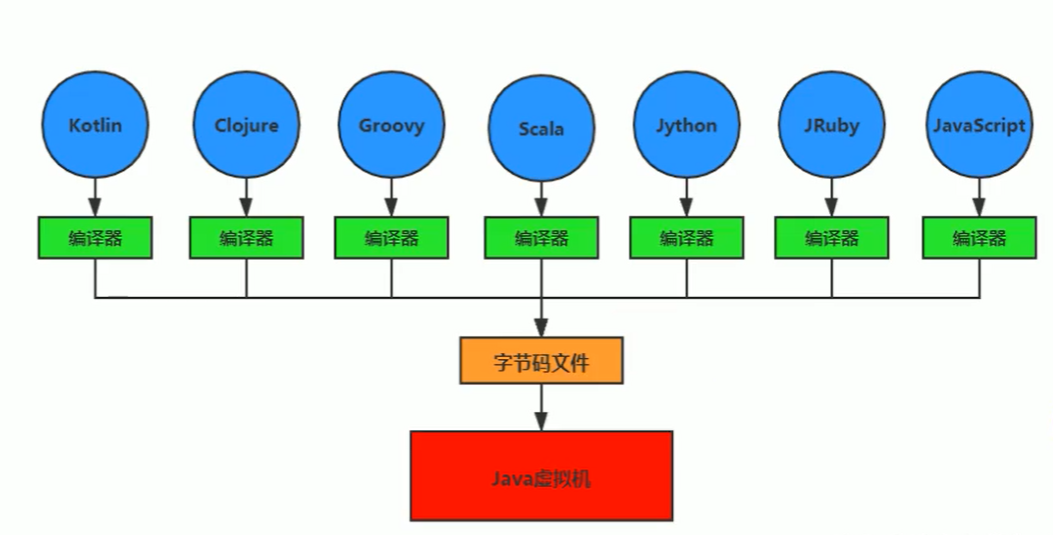 Kotlin
Clojure
Groovy
Scala
Jython
JRuby
JavaScript
编译器
编译器
编译器
编译器
编译器
编译器
编译器
字节码文件
Java虚拟机